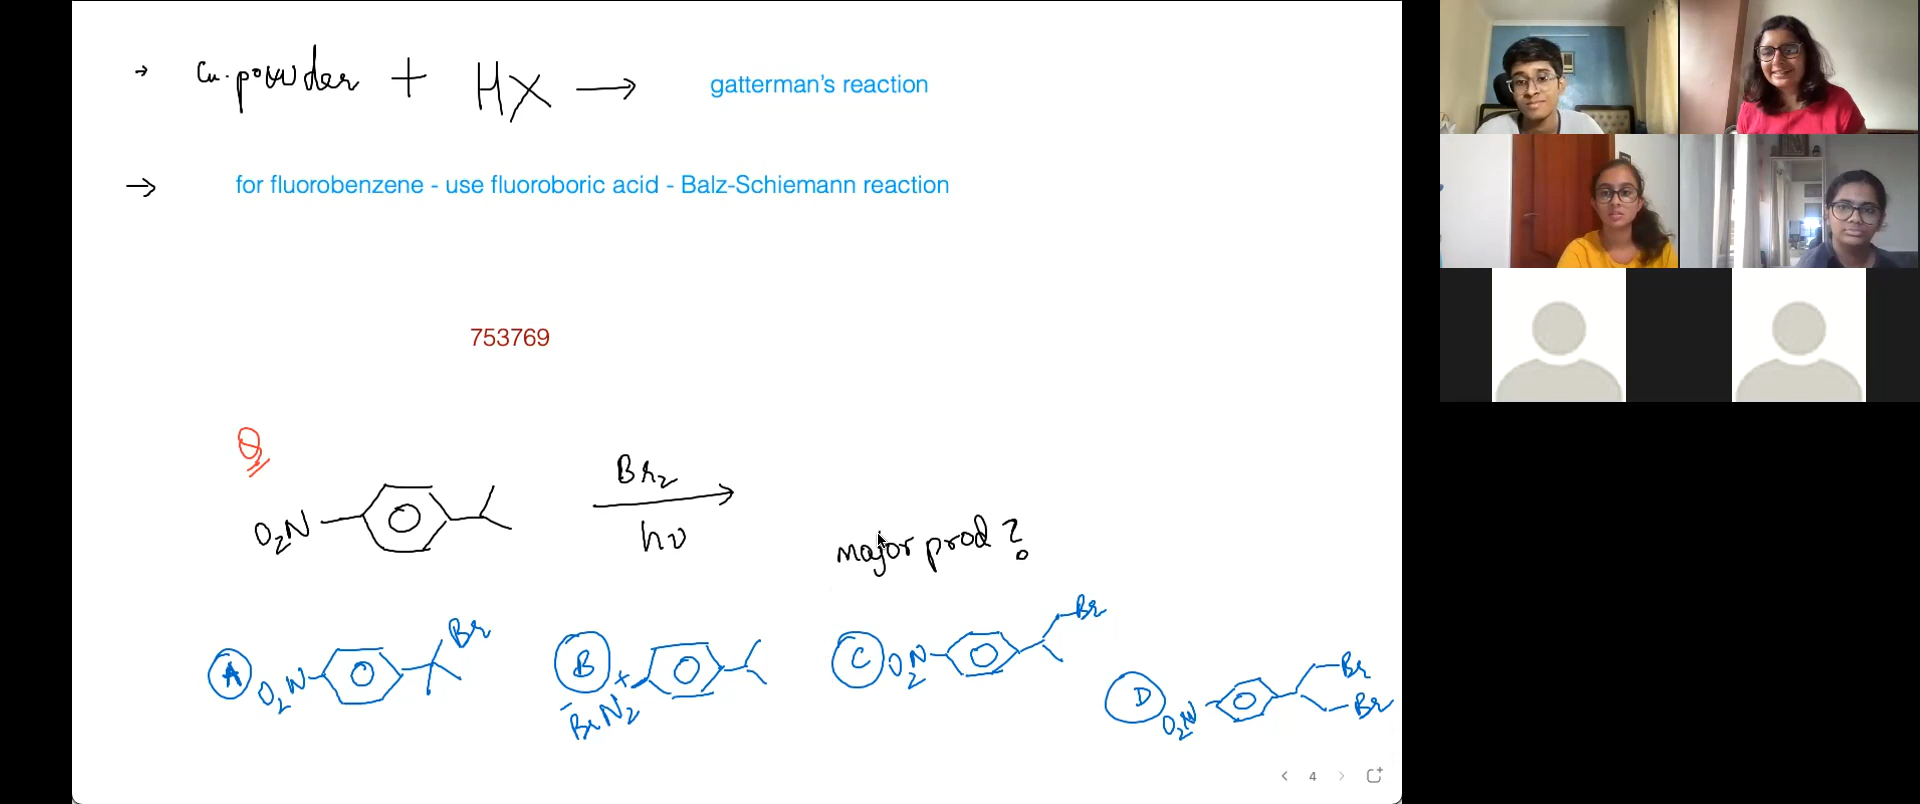 → Cu. powder + HX → gatterman's reaction
→ for fluorobenzene - use fluoroboric acid - Balz-Schiemann reaction
753769
Q
O₂N
Br₂
hν
major prod ?
A O₂N Br
B BrN₂ + -
C O₂N Br
D O₂N Br Br
< 4 >